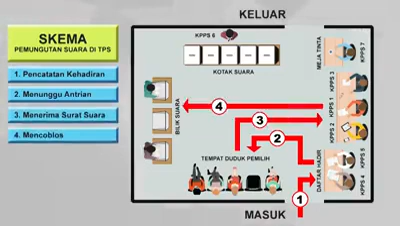 KELUAR
SKEMA
PEMUNGUTAN SUARA DI TPS
1. Pencatatan Kehadiran
2. Menunggu Antrian
3. Menerima Surat Suara
4. Mencoblos
KPPS 6
KOTAK SUARA
MEJA TINTA
KPPS 7
KPPS 3
KPPS 1
KPPS 2
BILIK SUARA
4
3
2
1
TEMPAT DUDUK PEMILIH
DAFTAR HADIR
KPPS 5
KPPS 4
MASUK